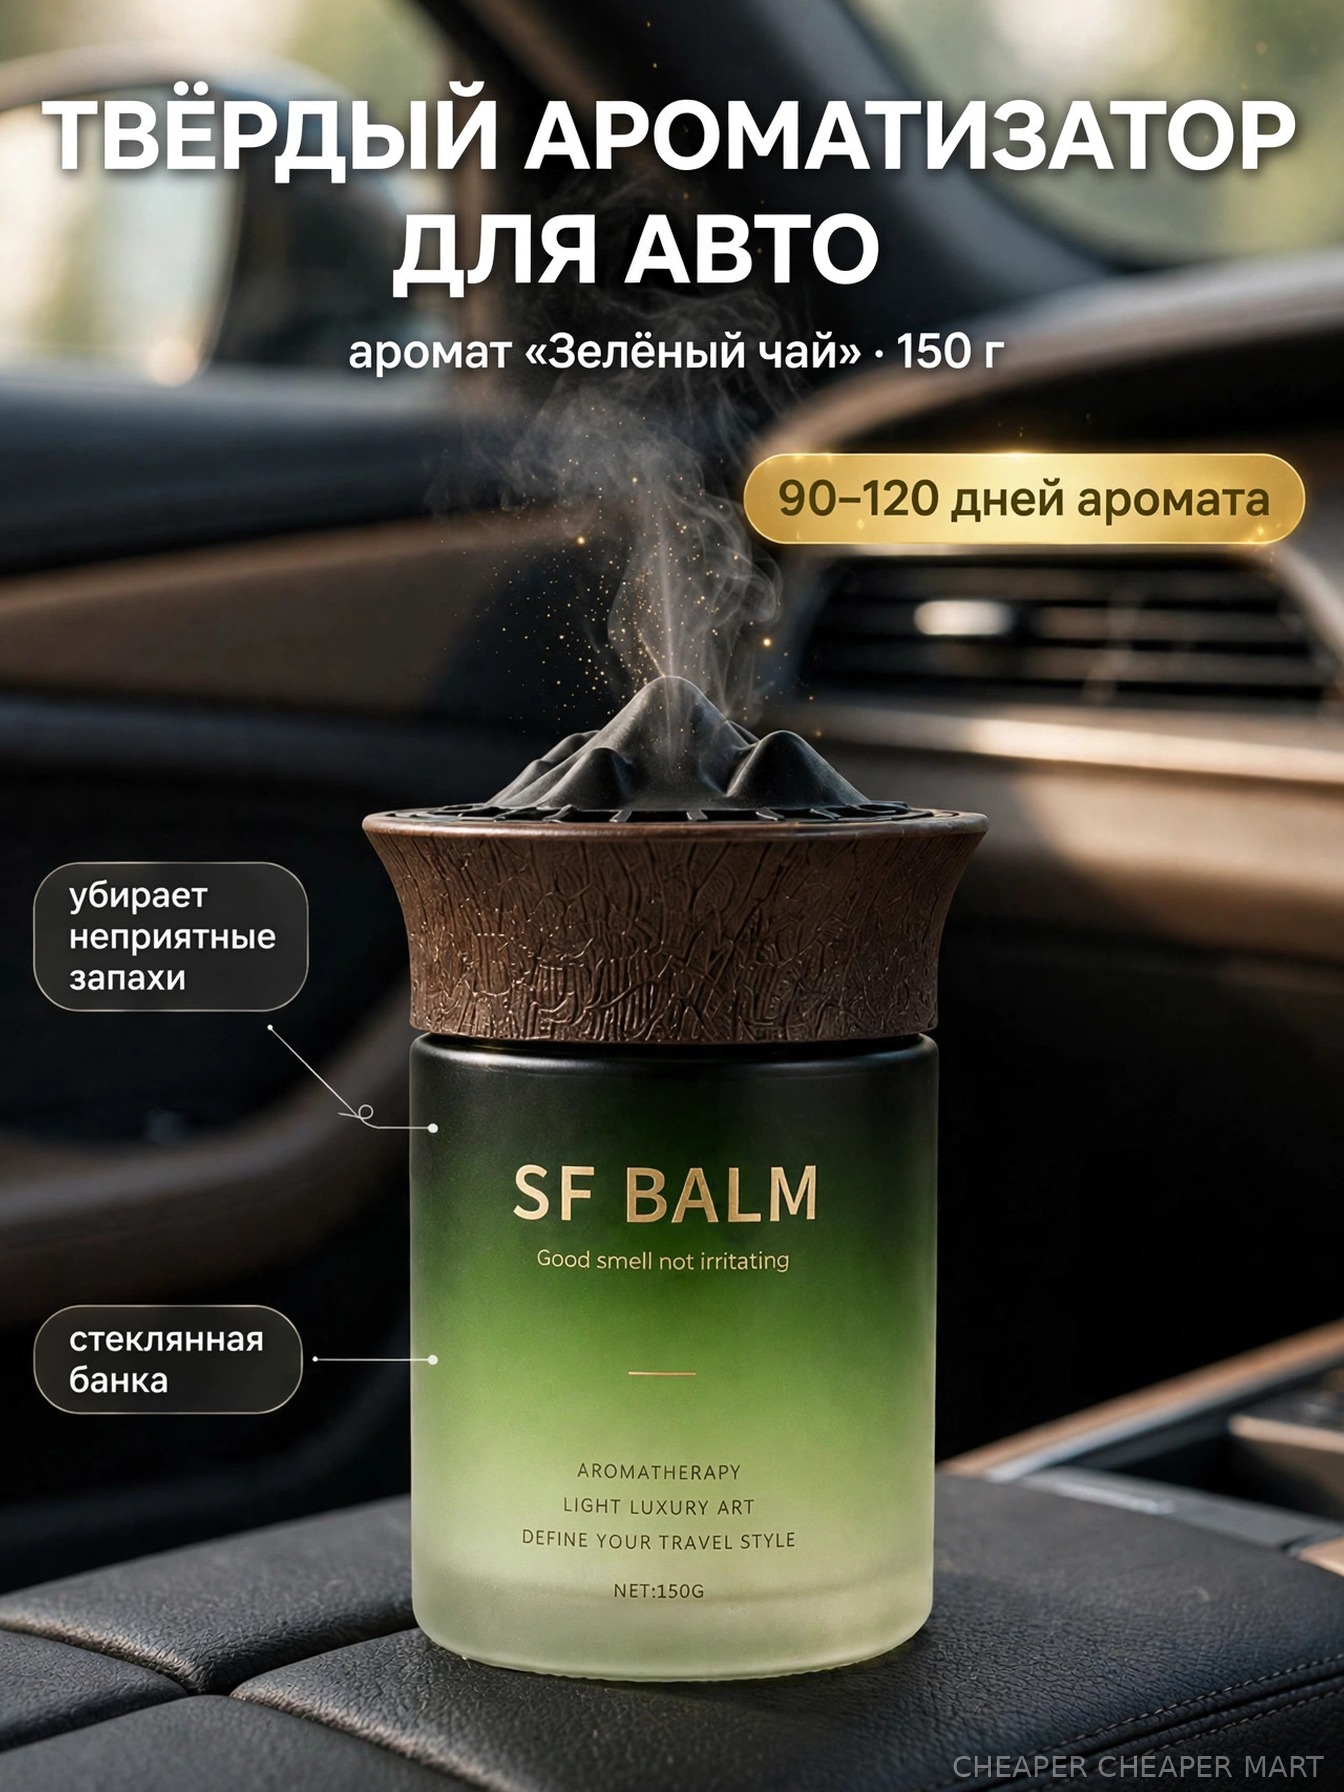 ТВЁРДЫЙ АРОМАТИЗАТОР
ДЛЯ АВТО
аромат «Зелёный чай» · 150 г
90–120 дней аромата
убирает
неприятные
запахи
SF BALM
Good smell not irritating
стеклянная
банка
AROMATHERAPY
LIGHT LUXURY ART
DEFINE YOUR TRAVEL STYLE
NET:150G
CHEAPER CHEAPER MART